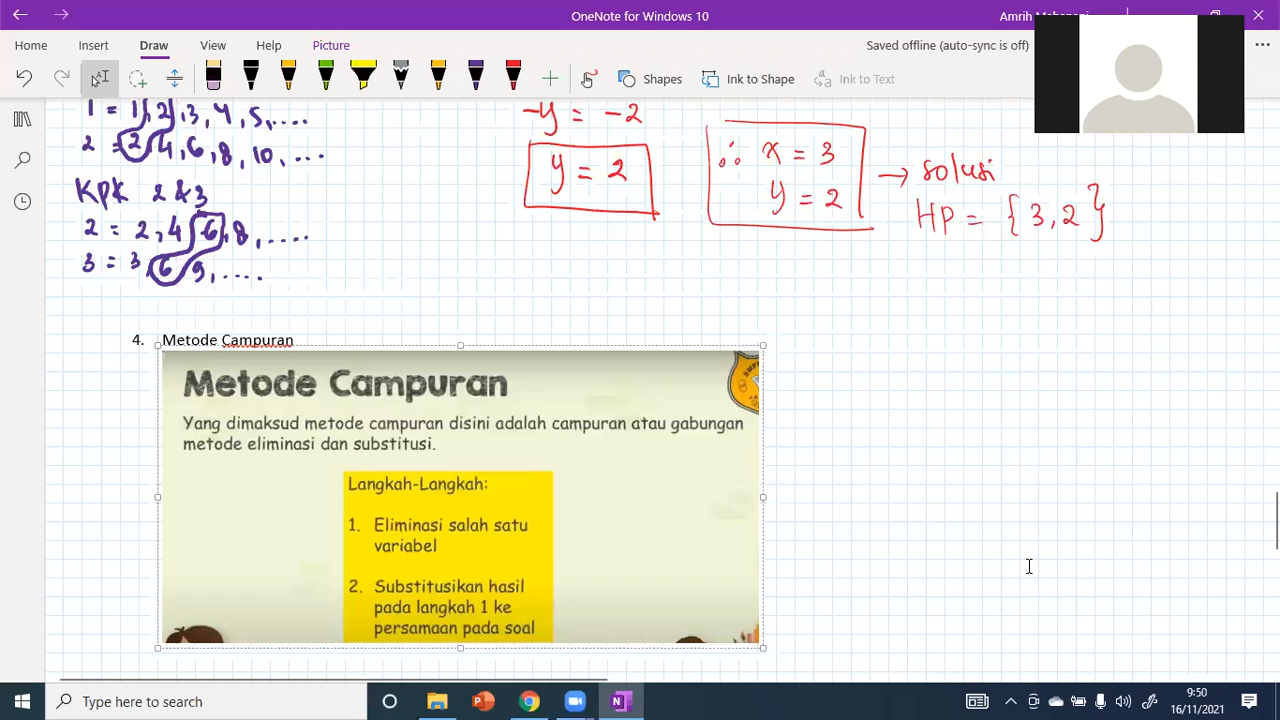 OneNote for Windows 10
Home Insert Draw View Help Picture
Saved offline (auto-sync is off)
Shapes Ink to Shape Ink to Text
1 = 1, 2, 3, 4, 5, ....
2 = 2, 4, 6, 8, 10, ...
KPK 2 & 3
2 = 2, 4, 6, 8, ....
3 = 3, 6, 9, ....
-y = -2
y = 2
∴ x = 3
y = 2
→ solusi
HP = {3, 2}
4. Metode Campuran
Metode Campuran
Yang dimaksud metode campuran disini adalah campuran atau gabungan
metode eliminasi dan substitusi.
Langkah-Langkah:
1. Eliminasi salah satu
variabel
2. Substitusikan hasil
pada langkah 1 ke
persamaan pada soal
Type here to search
9:50
16/11/2021